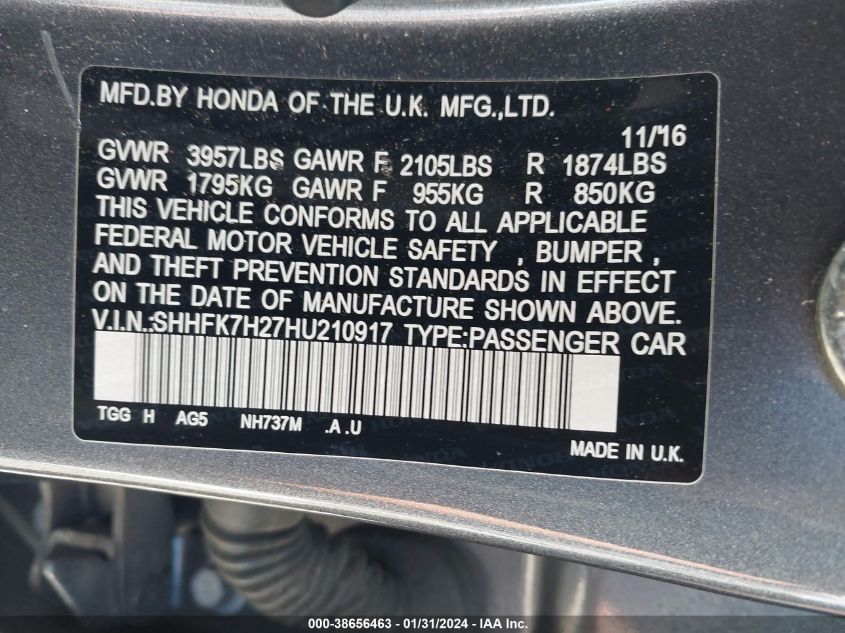 MFD.BY HONDA OF THE U.K. MFG.,LTD.
11/16
GVWR 3957LBS GAWR F 2105LBS R 1874LBS
GVWR 1795KG GAWR F 955KG R 850KG
THIS VEHICLE CONFORMS TO ALL APPLICABLE
FEDERAL MOTOR VEHICLE SAFETY , BUMPER ,
AND THEFT PREVENTION STANDARDS IN EFFECT
ON THE DATE OF MANUFACTURE SHOWN ABOVE.
V.I.N.:SHHFK7H27HU210917 TYPE:PASSENGER CAR
TGG H AG5 NH737M .A .U
MADE IN U.K.
000-38656463 - 01/31/2024 - IAA Inc.